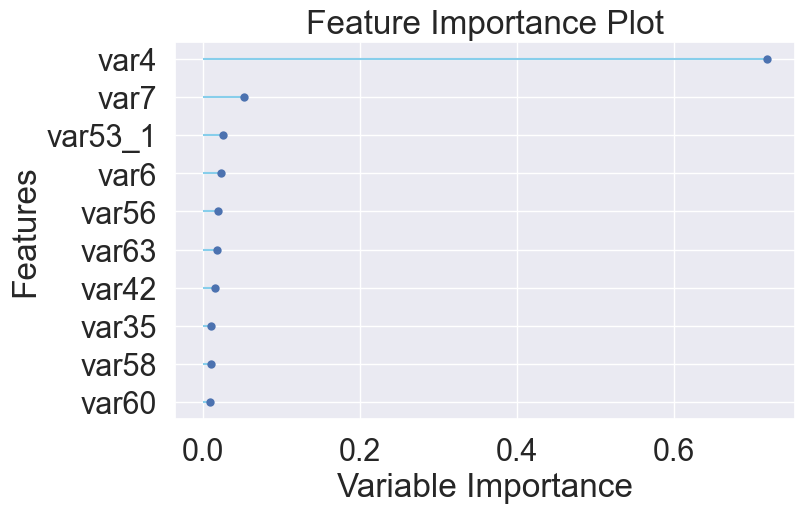 Feature Importance Plot
var4
var7
var53_1
var6
var56
var63
var42
var35
var58
var60
Features
0.0 0.2 0.4 0.6
Variable Importance